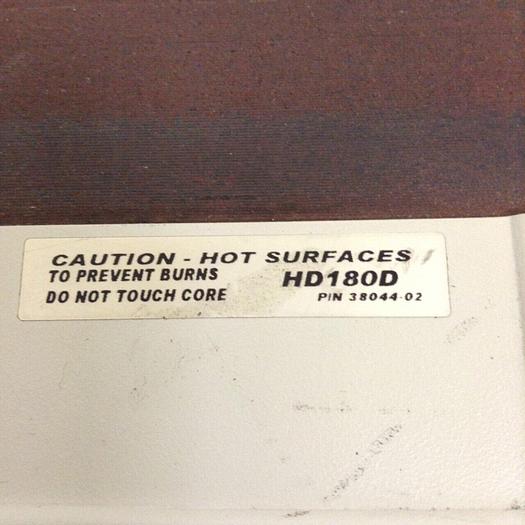 CAUTION - HOT SURFACES
TO PREVENT BURNS HD180D
DO NOT TOUCH CORE P/N 38044-02